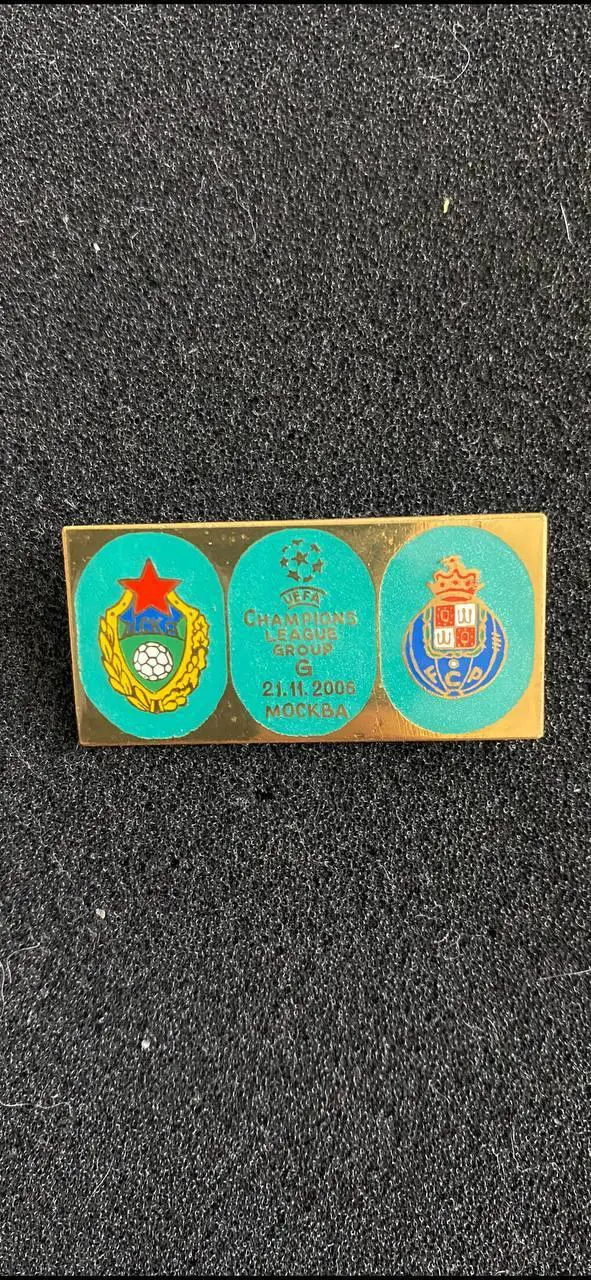 ЦСКА
UEFA
CHAMPIONS
LEAGUE
GROUP
G
21.11.2006
МОСКВА
FCP